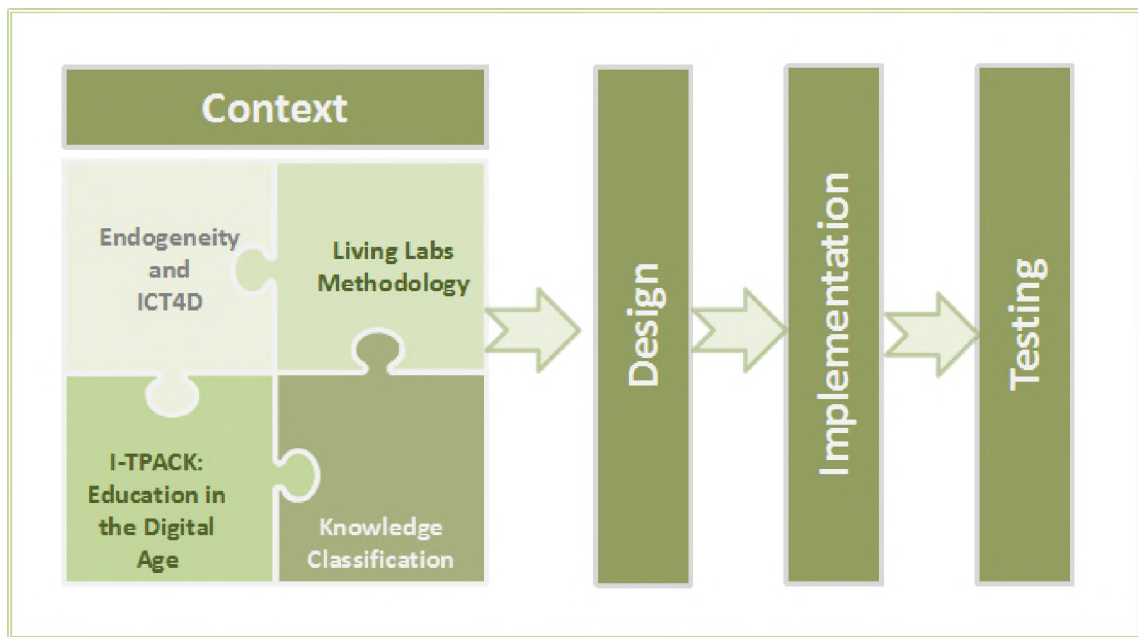 Context
Endogeneity
and
ICT4D
Living Labs
Methodology
I-TPACK:
Education in
the Digital
Age
Knowledge
Classification
Design
Implementation
Testing